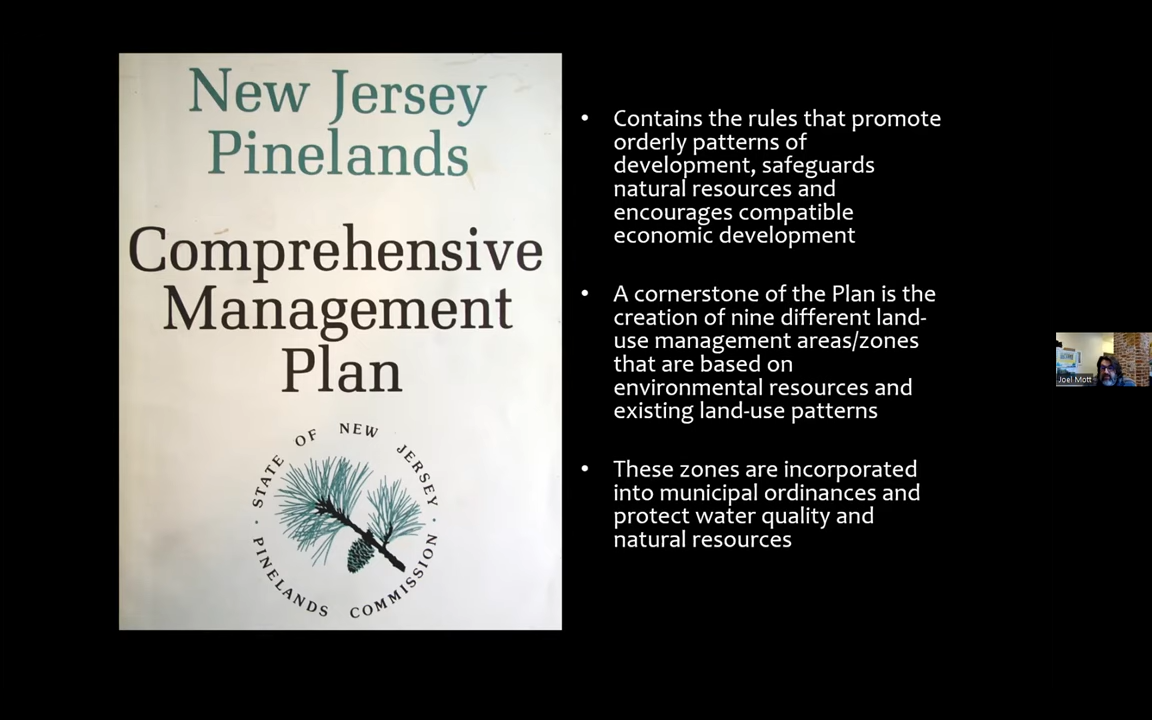 New Jersey
Pinelands
Comprehensive
Management
Plan
STATE OF NEW JERSEY
· PINELANDS COMMISSION ·
• Contains the rules that promote
orderly patterns of
development, safeguards
natural resources and
encourages compatible
economic development
• A cornerstone of the Plan is the
creation of nine different land-
use management areas/zones
that are based on
environmental resources and
existing land-use patterns
• These zones are incorporated
into municipal ordinances and
protect water quality and
natural resources
Joel Mott